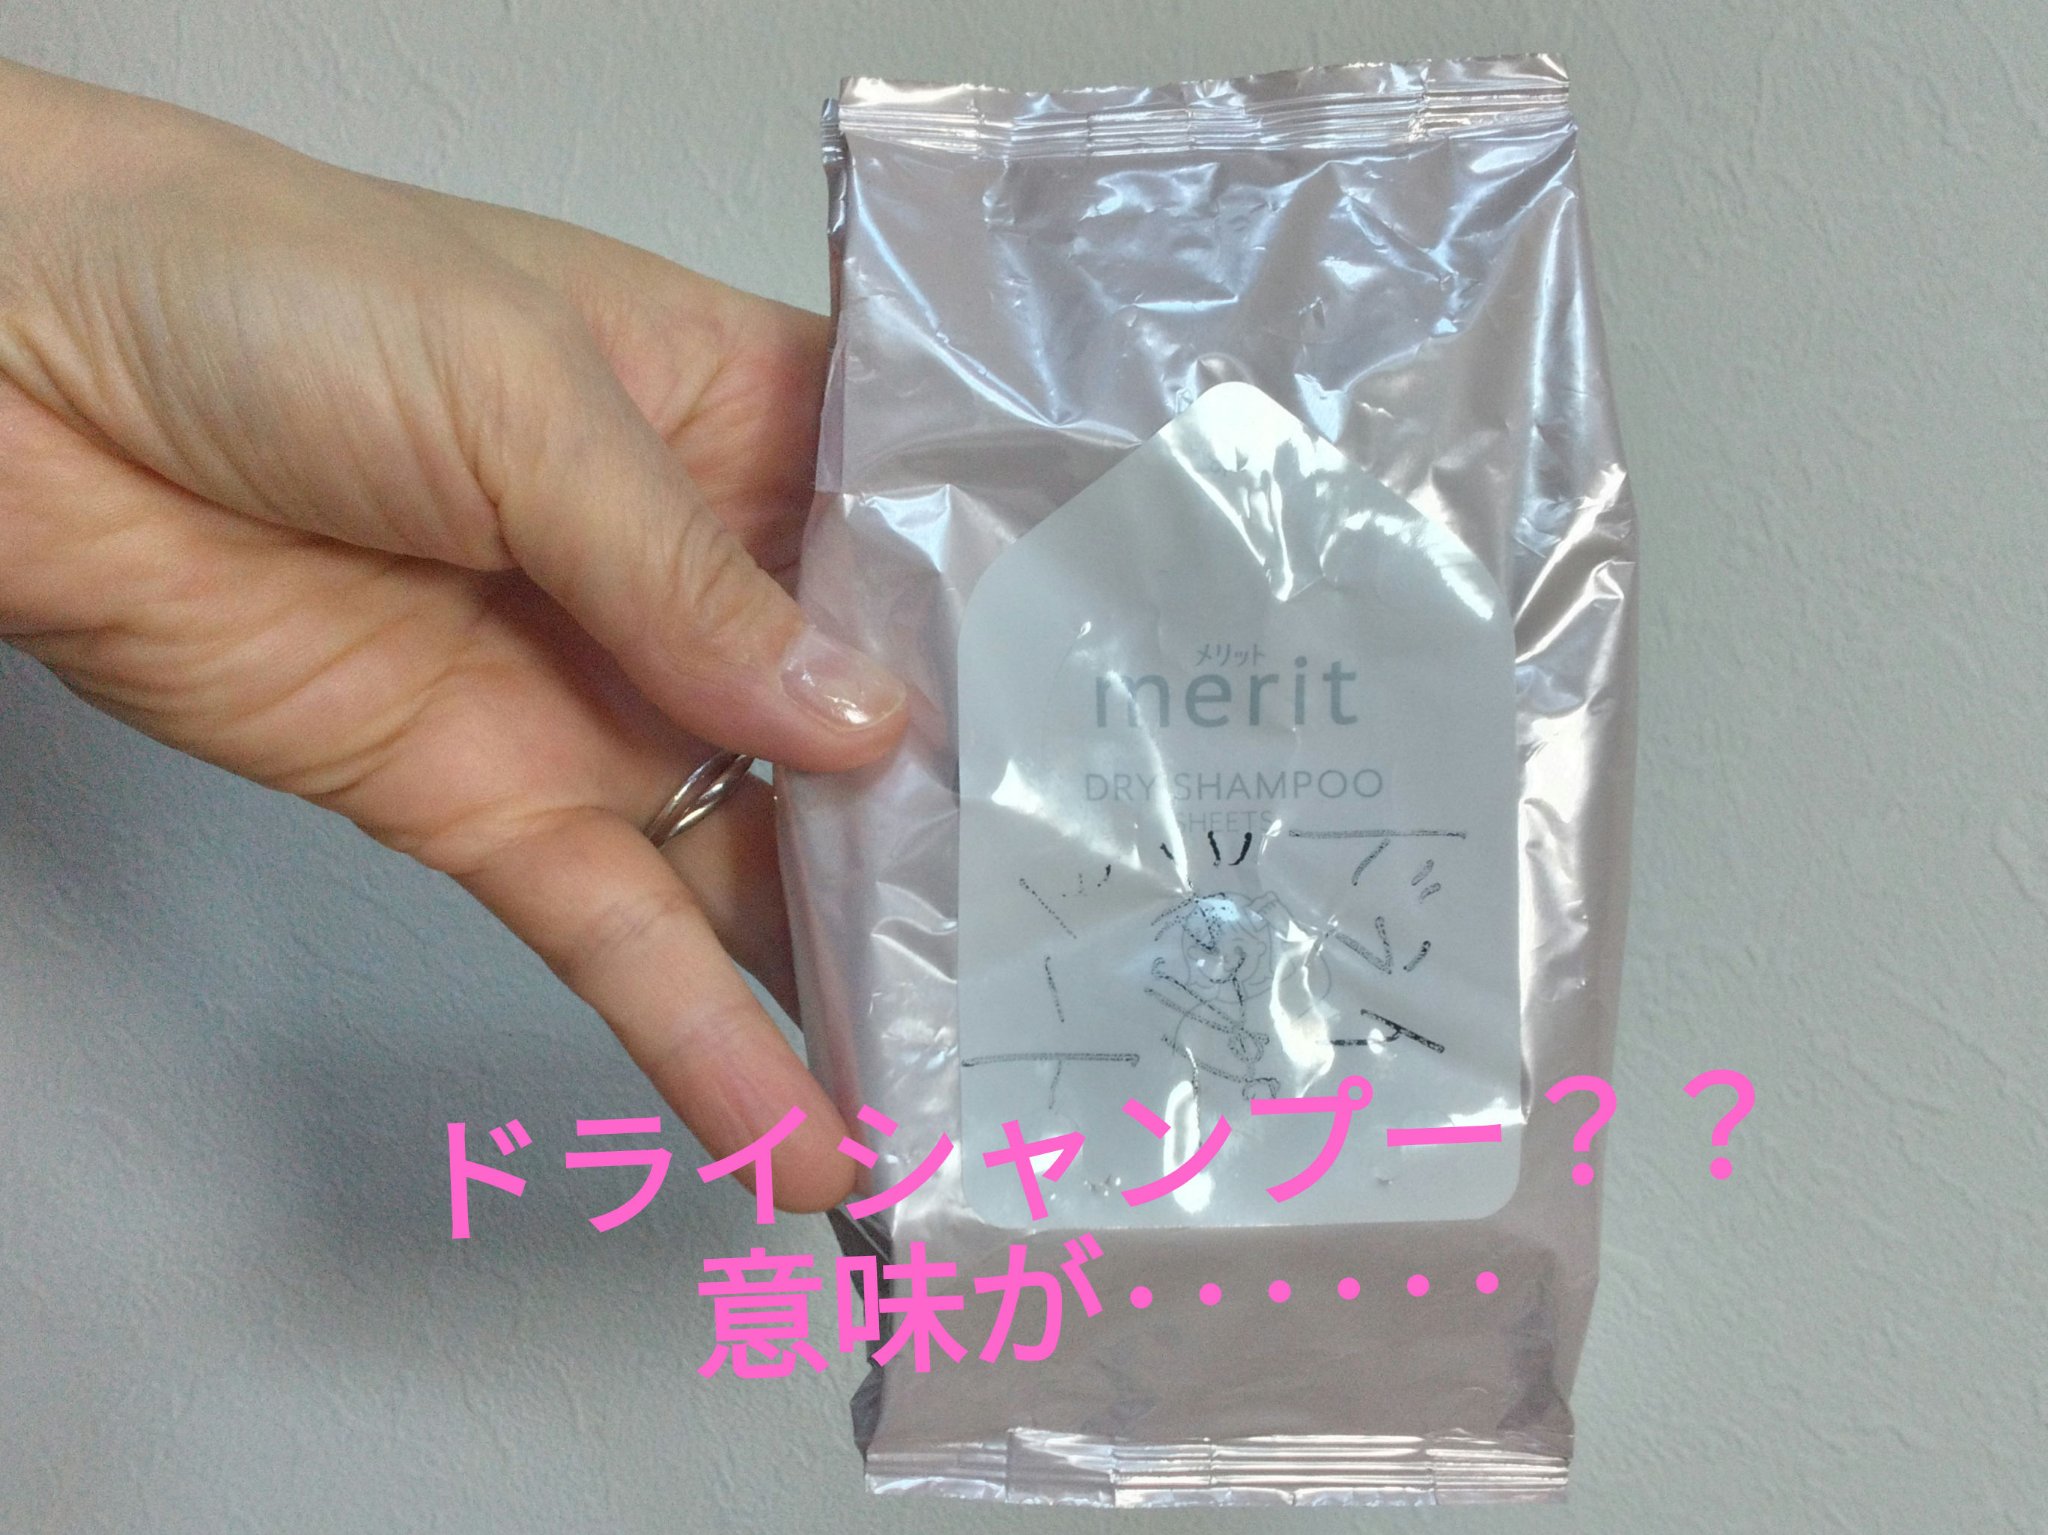 メリット
merit
DRY SHAMPOO
SHEETS
ドライシャンプー？？
意味が・・・・・・